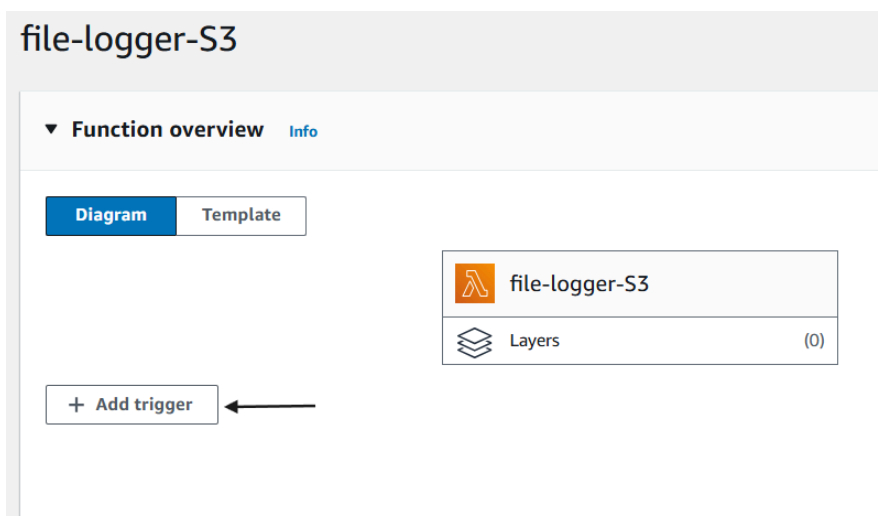 file-logger-S3
Function overview Info
Diagram Template
file-logger-S3
Layers (0)
+ Add trigger